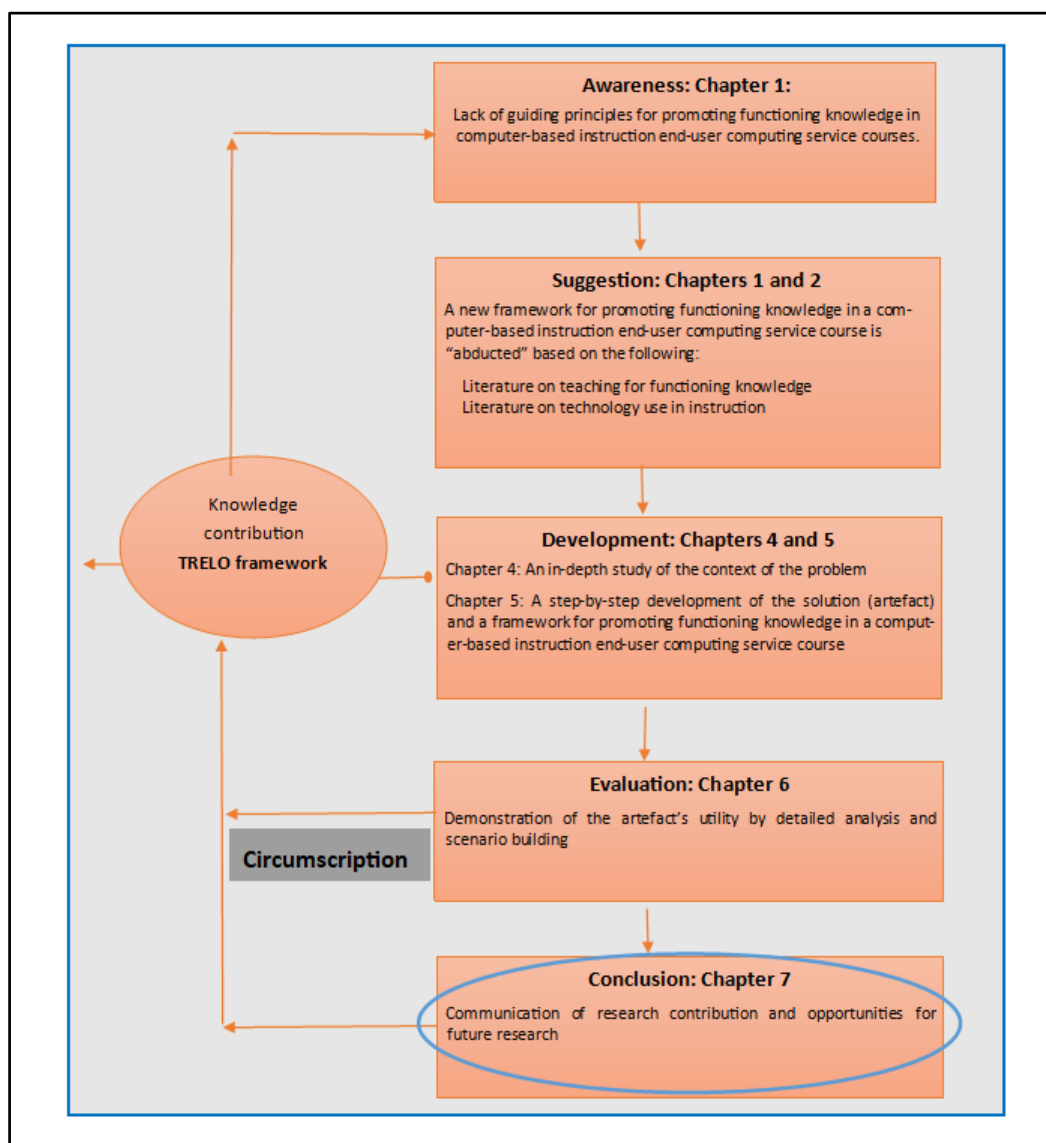 Awareness: Chapter 1:
Lack of guiding principles for promoting functioning knowledge in
computer-based instruction end-user computing service courses.
Suggestion: Chapters 1 and 2
A new framework for promoting functioning knowledge in a com-
puter-based instruction end-user computing service course is
“abducted” based on the following:
Literature on teaching for functioning knowledge
Literature on technology use in instruction
Knowledge
contribution
TRELO framework
Development: Chapters 4 and 5
Chapter 4: An in-depth study of the context of the problem
Chapter 5: A step-by-step development of the solution (artefact)
and a framework for promoting functioning knowledge in a comput-
er-based instruction end-user computing service course
Evaluation: Chapter 6
Demonstration of the artefact’s utility by detailed analysis and
scenario building
Circumscription
Conclusion: Chapter 7
Communication of research contribution and opportunities for
future research